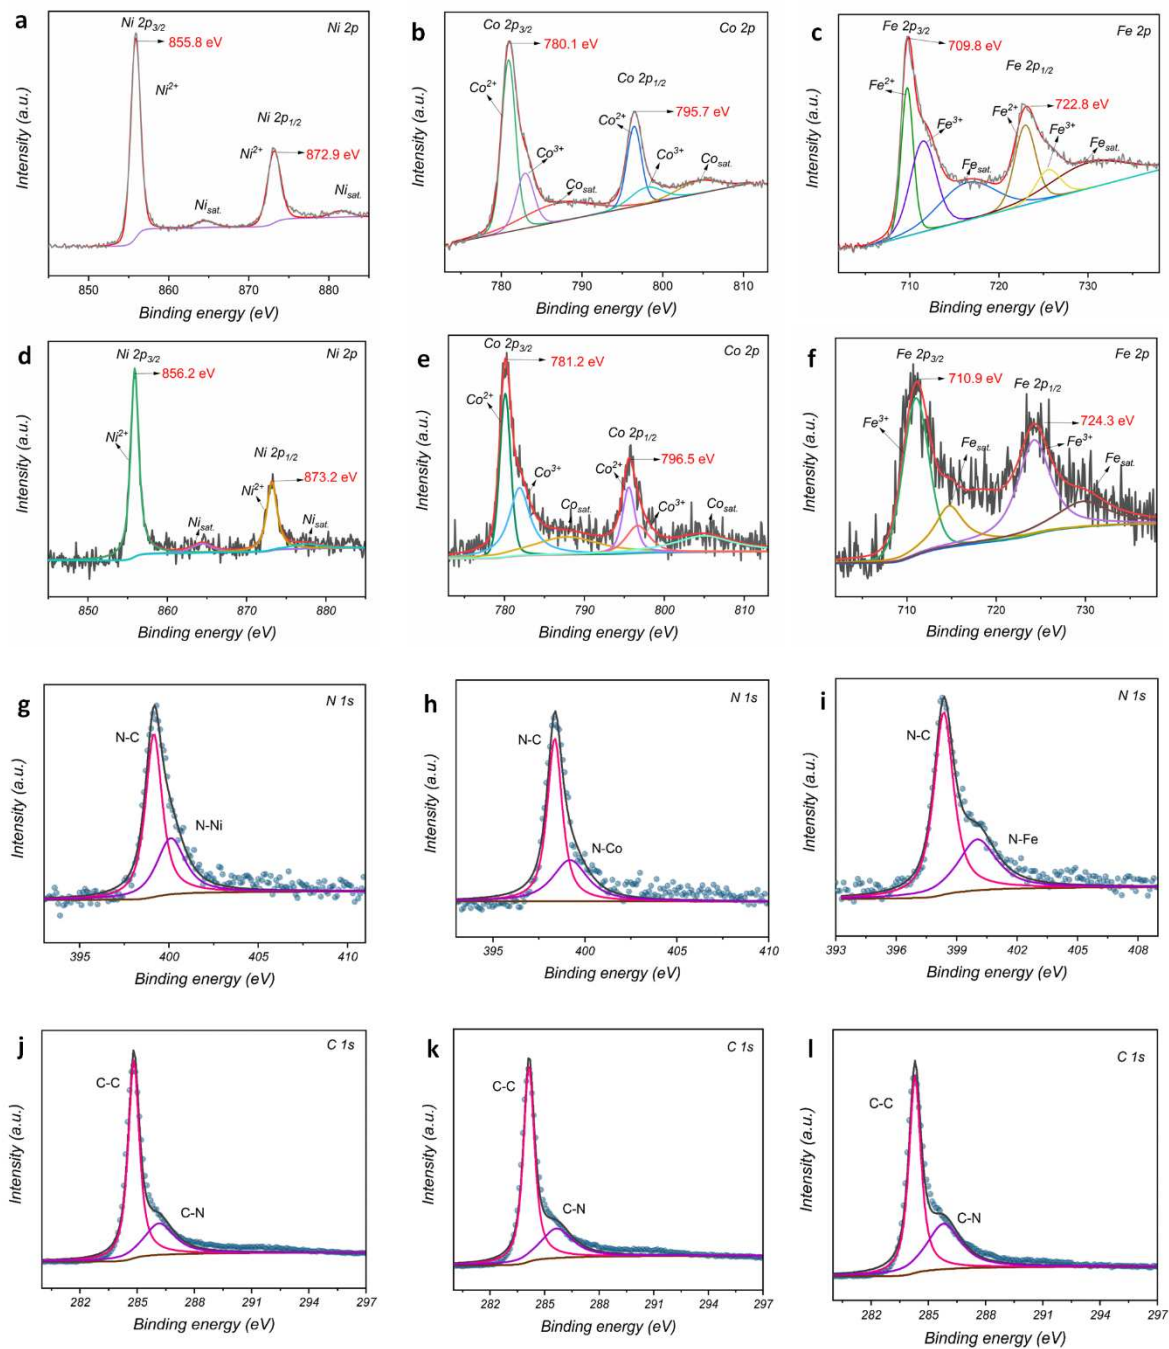 a
Ni 2p3/2
Ni 2p
855.8 eV
Ni2+
Ni 2p1/2
Ni2+
872.9 eV
Nisat.
Nisat.
Intensity (a.u.)
850 860 870 880
Binding energy (eV)
b
Co 2p3/2
Co 2p
780.1 eV
Co2+
Co 2p1/2
Co2+
795.7 eV
Co3+
Co3+
Cosat.
Cosat.
Intensity (a.u.)
780 790 800 810
Binding energy (eV)
c
Fe 2p3/2
Fe 2p
709.8 eV
Fe 2p1/2
Fe2+
Fe3+
Fe2+
722.8 eV
Fe3+
Fesat.
Fesat.
Intensity (a.u.)
710 720 730
Binding energy (eV)
d
Ni 2p3/2
Ni 2p
856.2 eV
Ni2+
Ni 2p1/2
Ni2+
873.2 eV
Nisat.
Nisat.
Intensity (a.u.)
850 860 870 880
Binding energy (eV)
e
Co 2p3/2
Co 2p
781.2 eV
Co2+
Co 2p1/2
796.5 eV
Co3+
Co2+
Cosat.
Co3+
Cosat.
Intensity (a.u.)
780 790 800 810
Binding energy (eV)
f
Fe 2p3/2
Fe 2p
710.9 eV
Fe 2p1/2
Fe3+
724.3 eV
Fesat.
Fe3+
Fesat.
Intensity (a.u.)
710 720 730
Binding energy (eV)
g
N 1s
N-C
N-Ni
Intensity (a.u.)
395 400 405 410
Binding energy (eV)
h
N 1s
N-C
N-Co
Intensity (a.u.)
395 400 405 410
Binding energy (eV)
i
N 1s
N-C
N-Fe
Intensity (a.u.)
393 396 399 402 405 408
Binding energy (eV)
j
C 1s
C-C
C-N
Intensity (a.u.)
282 285 288 291 294 297
Binding energy (eV)
k
C 1s
C-C
C-N
Intensity (a.u.)
282 285 288 291 294 297
Binding energy (eV)
l
C 1s
C-C
C-N
Intensity (a.u.)
282 285 288 291 294 297
Binding energy (eV)